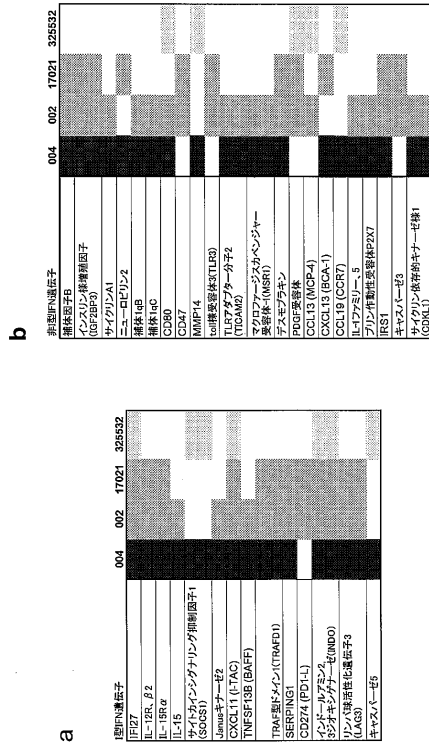 a
I型IFN遺伝子
004
002
17021
325532
IFI27
IL-12R、β2
IL-15Rα
IL-15
サイトカインシグナリング抑制因子1
(SOCS1)
Janusキナーゼ2
CXCL11 (I-TAC)
TNFSF13B (BAFF)
TRAF型ドメイン1(TRAFD1)
SERPING1
CD274 (PD1-L)
インドールアミン2,
3ジオキシゲナーゼ(INDO)
リンパ球活性化遺伝子3
(LAG3)
キャスパーゼ5
b
非I型IFN遺伝子
004
002
17021
325532
補体因子B
インスリン様増殖因子
(IGF2BP3)
サイクリンA1
ニューロピリン2
補体1qB
補体1qC
CD80
CD47
MMP14
toll様受容体3(TLR3)
TLRアダプター分子2
(TICAM2)
マクロファージスカベンジャー
受容体-1(MSR1)
デスモプラキン
PDGF受容体
CCL13 (MCP-4)
CXCL13 (BCA-1)
CCL19 (CCR7)
IL-1ファミリー、5
プリン作動性受容体P2X7
IRS1
キャスパーゼ3
サイクリン依存的キナーゼ様1
(CDKL1)